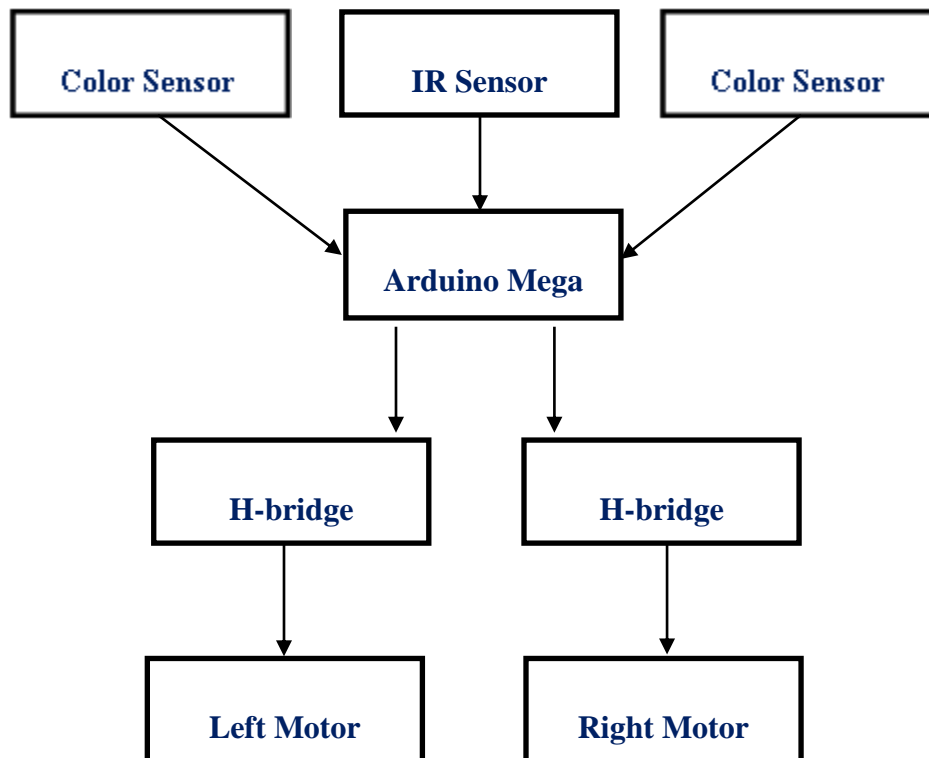 Color Sensor
IR Sensor
Color Sensor
Arduino Mega
H-bridge
H-bridge
Left Motor
Right Motor